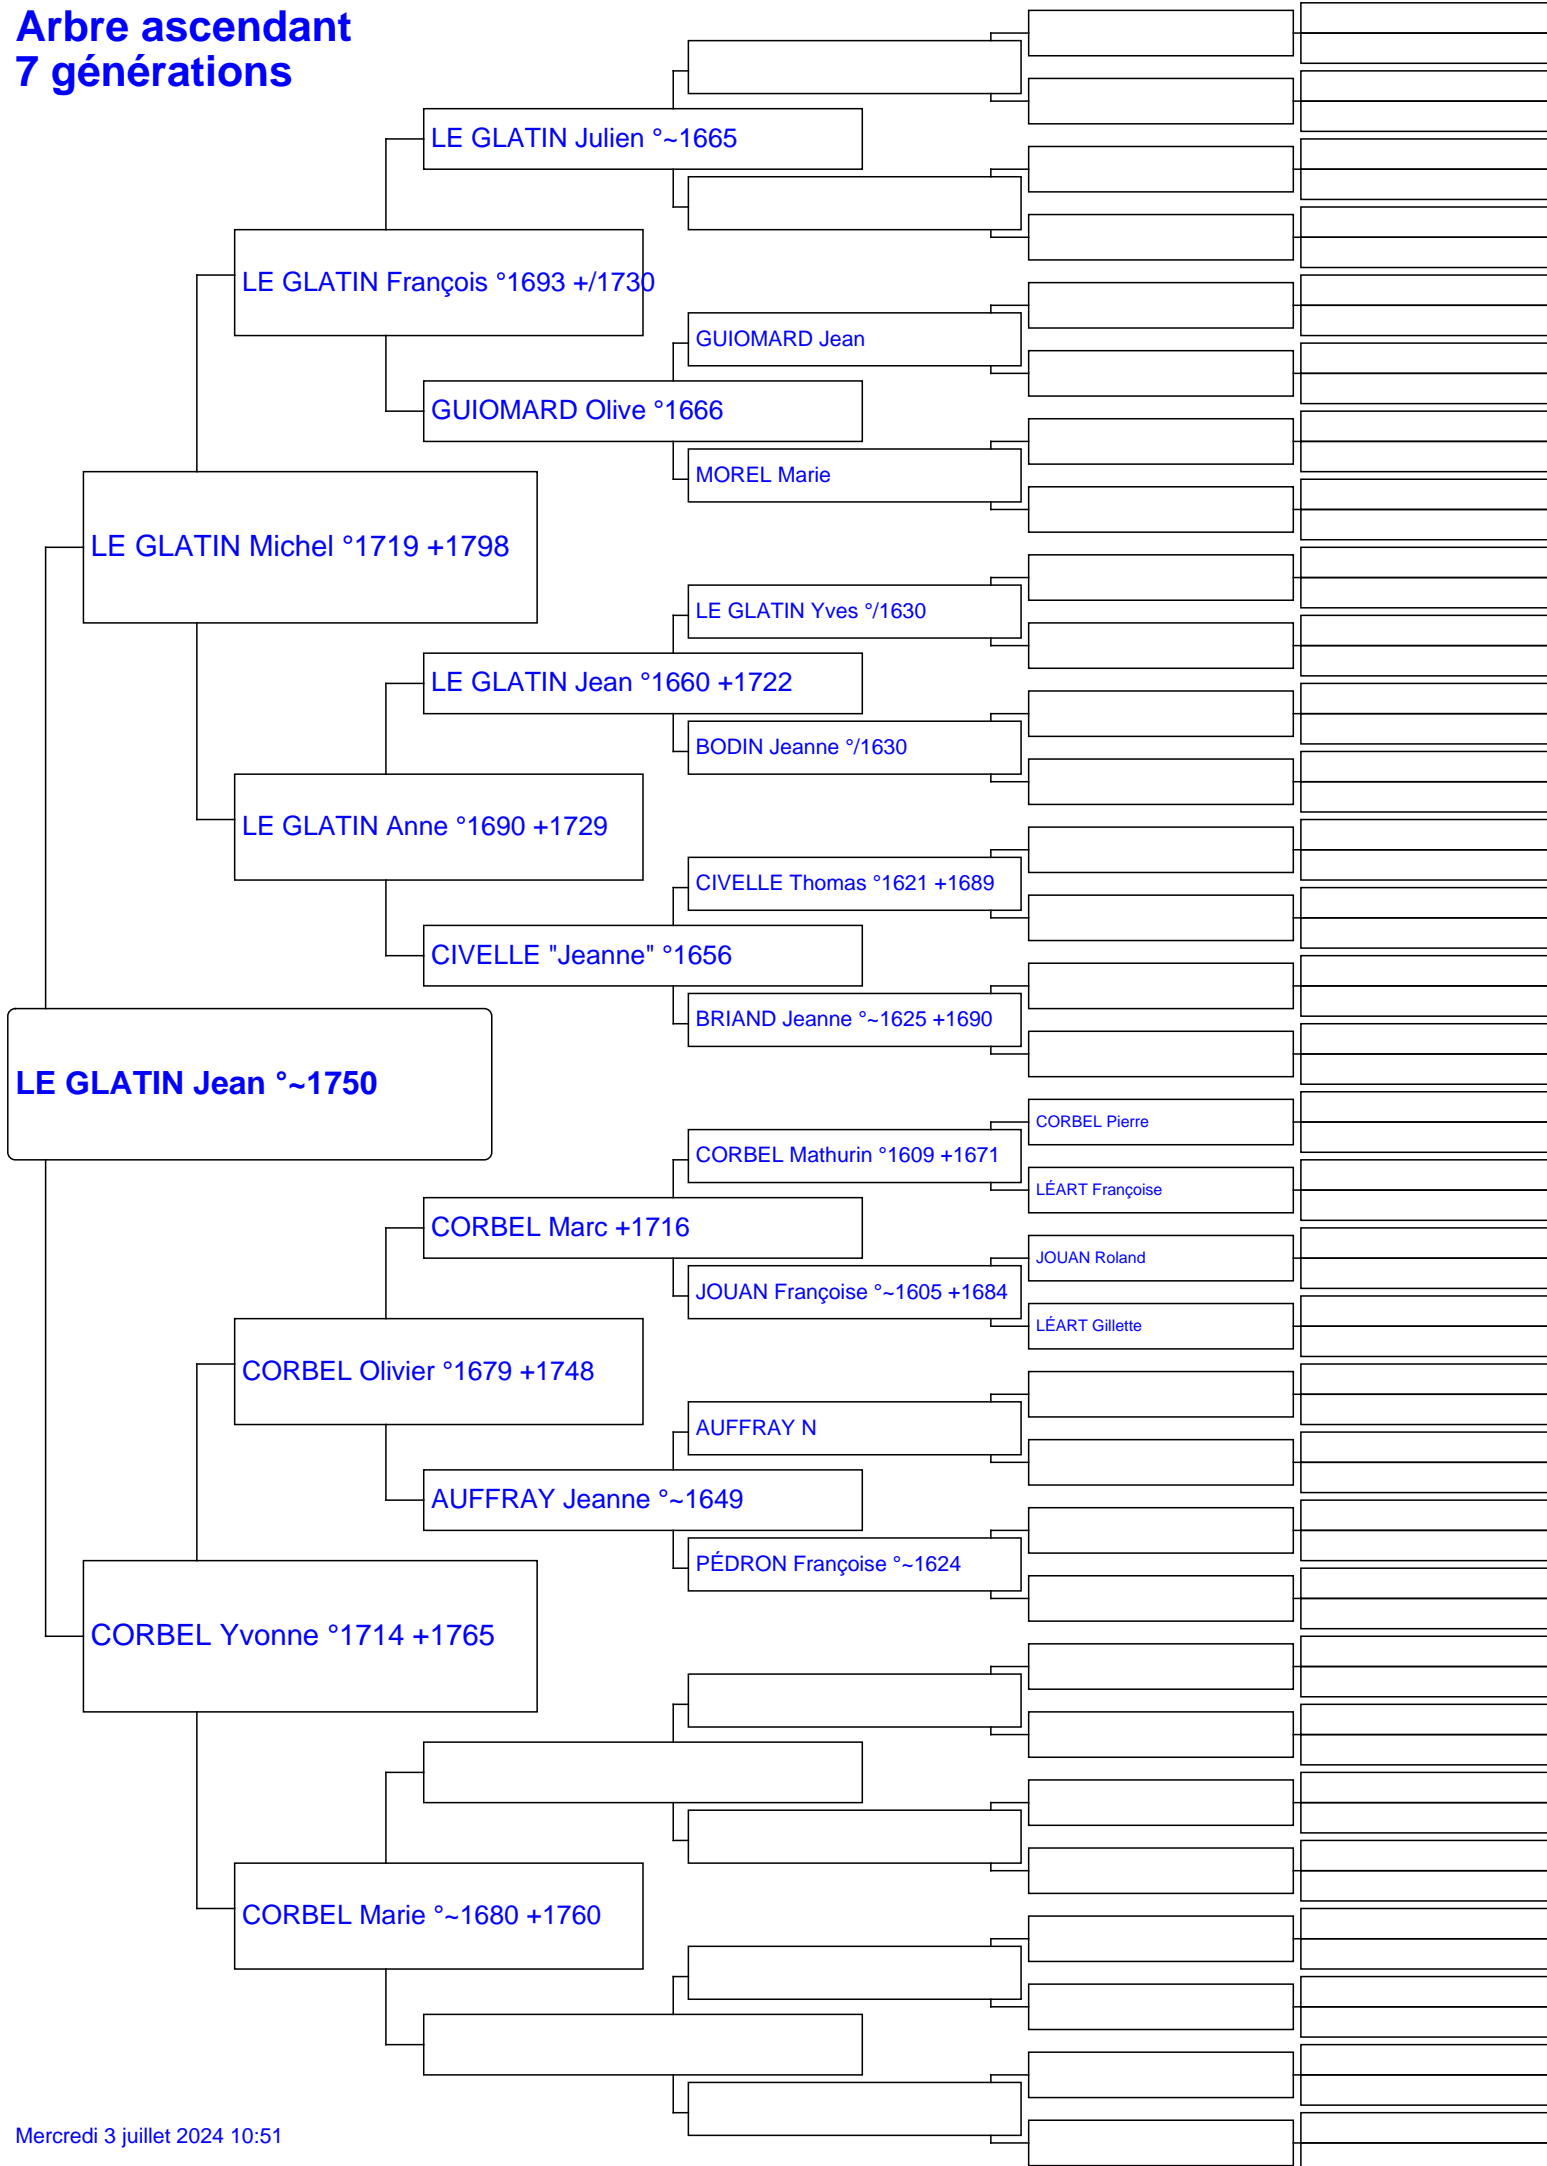 Arbre ascendant
7 générations
LE GLATIN Julien °~1665
LE GLATIN François °1693 +/1730
GUIOMARD Jean
GUIOMARD Olive °1666
MOREL Marie
LE GLATIN Michel °1719 +1798
LE GLATIN Yves °/1630
LE GLATIN Jean °1660 +1722
BODIN Jeanne °/1630
LE GLATIN Anne °1690 +1729
CIVELLE Thomas °1621 +1689
CIVELLE "Jeanne" °1656
BRIAND Jeanne °~1625 +1690
LE GLATIN Jean °~1750
CORBEL Pierre
CORBEL Mathurin °1609 +1671
LÉART Françoise
CORBEL Marc +1716
JOUAN Roland
JOUAN Françoise °~1605 +1684
LÉART Gillette
CORBEL Olivier °1679 +1748
AUFFRAY N
AUFFRAY Jeanne °~1649
PÉDRON Françoise °~1624
CORBEL Yvonne °1714 +1765
CORBEL Marie °~1680 +1760
Mercredi 3 juillet 2024 10:51